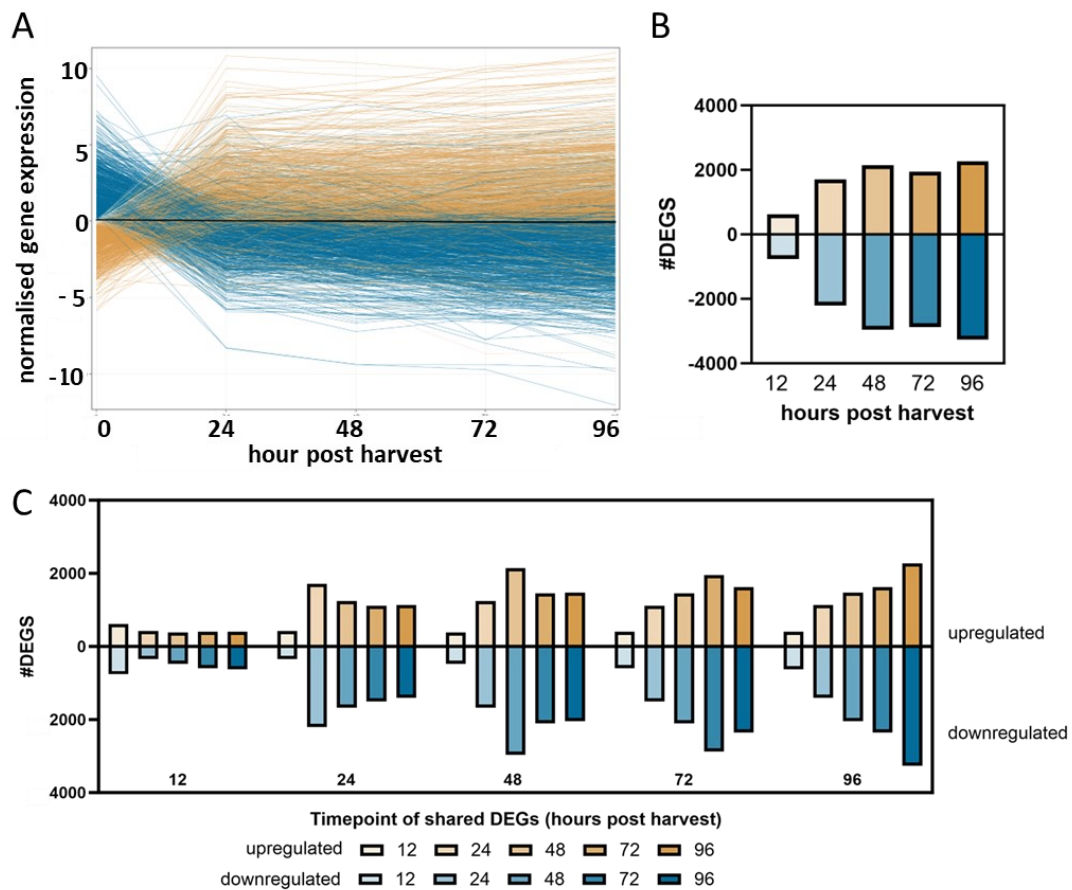 A
normalised gene expression
10
5
0
- 5
-10
0 24 48 72 96
hour post harvest
B
#DEGS
4000
2000
0
-2000
-4000
12 24 48 72 96
hours post harvest
C
#DEGS
4000
2000
0
2000
4000
upregulated
downregulated
12 24 48 72 96
Timepoint of shared DEGs (hours post harvest)
upregulated 12 24 48 72 96
downregulated 12 24 48 72 96